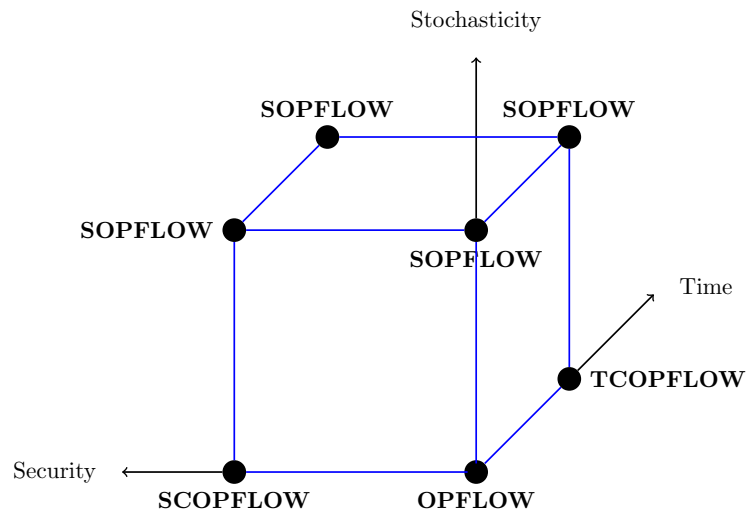 Stochasticity
SOPFLOW
SOPFLOW
SOPFLOW
SOPFLOW
Time
TCOPFLOW
Security
SCOPFLOW
OPFLOW